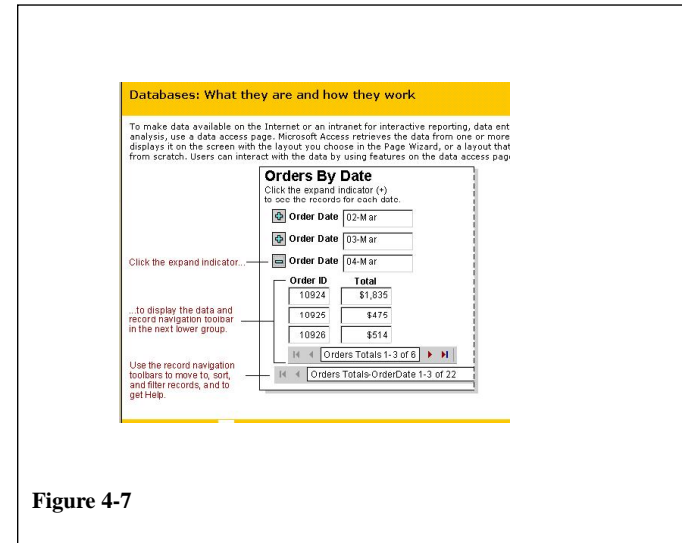 Databases: What they are and how they work
To make data available on the Internet or an intranet for interactive reporting, data ent
analysis, use a data access page. Microsoft Access retrieves the data from one or more
displays it on the screen with the layout you choose in the Page Wizard, or a layout that
from scratch. Users can interact with the data by using features on the data access pag
Orders By Date
Click the expand indicator (+)
to see the records for each date.
Order Date 02-Mar
Order Date 03-Mar
Click the expand indicator...
Order Date 04-Mar
Order ID Total
10924 $1,835
...to display the data and
record navigation toolbar
in the next lower group.
10925 $475
10926 $514
Orders Totals 1-3 of 6
Use the record navigation
toolbars to move to, sort,
and filter records, and to
get Help.
Orders Totals-OrderDate 1-3 of 22
Figure 4-7